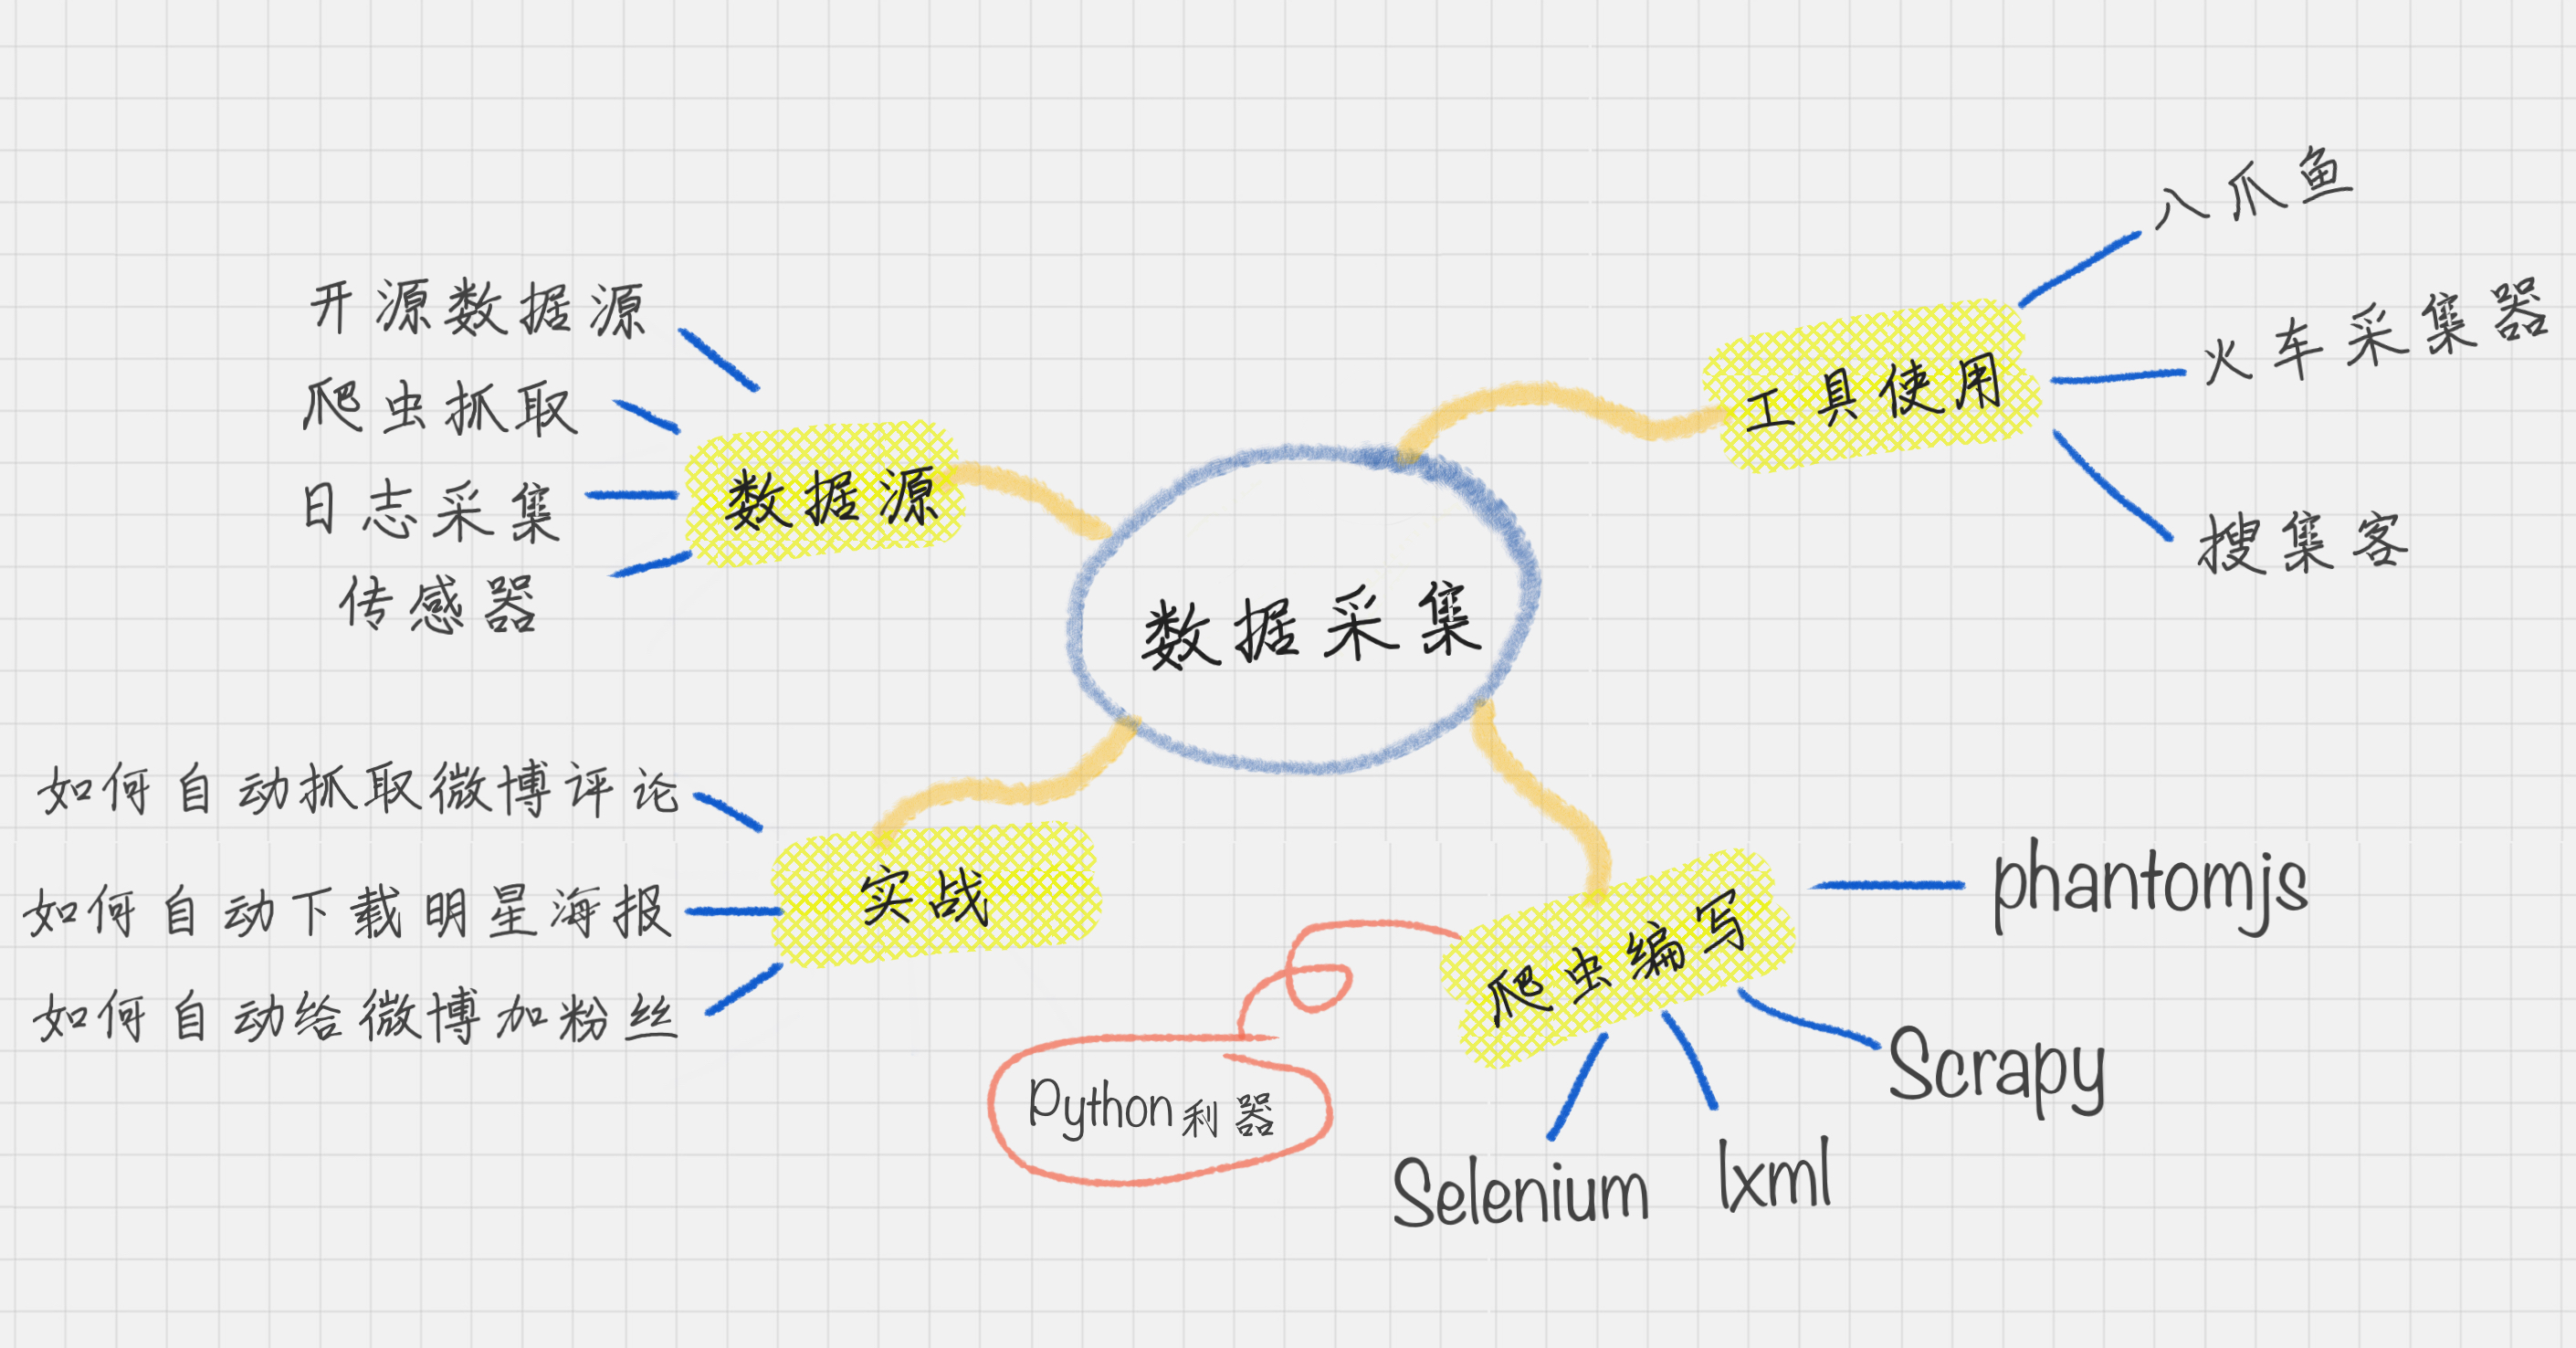 数据采集
数据源
开源数据源
爬虫抓取
日志采集
传感器
工具使用
八爪鱼
火车采集器
搜集客
实战
如何自动抓取微博评论
如何自动下载明星海报
如何自动给微博加粉丝
爬虫编写
phantomjs
Scrapy
lxml
Selenium
Python利器